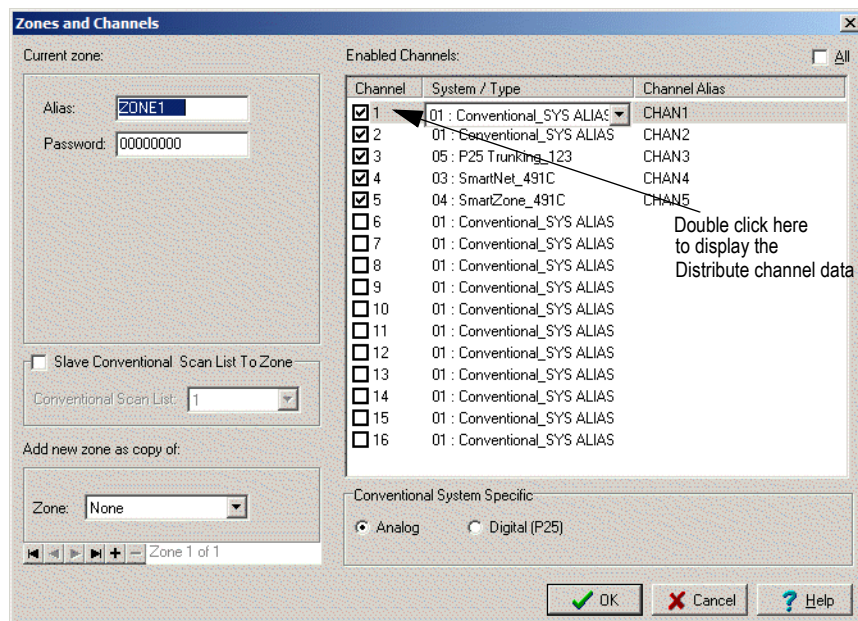 Zones and Channels
Current zone:
Alias: ZONE1
Password: 00000000
Slave Conventional Scan List To Zone
Conventional Scan List: 1
Add new zone as copy of:
Zone: None
Zone 1 of 1
Enabled Channels:
All
Channel System / Type Channel Alias
1 01 : Conventional_SYS ALIAS CHAN1
2 01 : Conventional_SYS ALIAS CHAN2
3 05 : P25 Trunking_123 CHAN3
4 03 : SmartNet_491C CHAN4
5 04 : SmartZone_491C CHAN5
6 01 : Conventional_SYS ALIAS
7 01 : Conventional_SYS ALIAS
8 01 : Conventional_SYS ALIAS
9 01 : Conventional_SYS ALIAS
10 01 : Conventional_SYS ALIAS
11 01 : Conventional_SYS ALIAS
12 01 : Conventional_SYS ALIAS
13 01 : Conventional_SYS ALIAS
14 01 : Conventional_SYS ALIAS
15 01 : Conventional_SYS ALIAS
16 01 : Conventional_SYS ALIAS
Double click here
to display the
Distribute channel data
Conventional System Specific
Analog Digital (P25)
OK Cancel Help